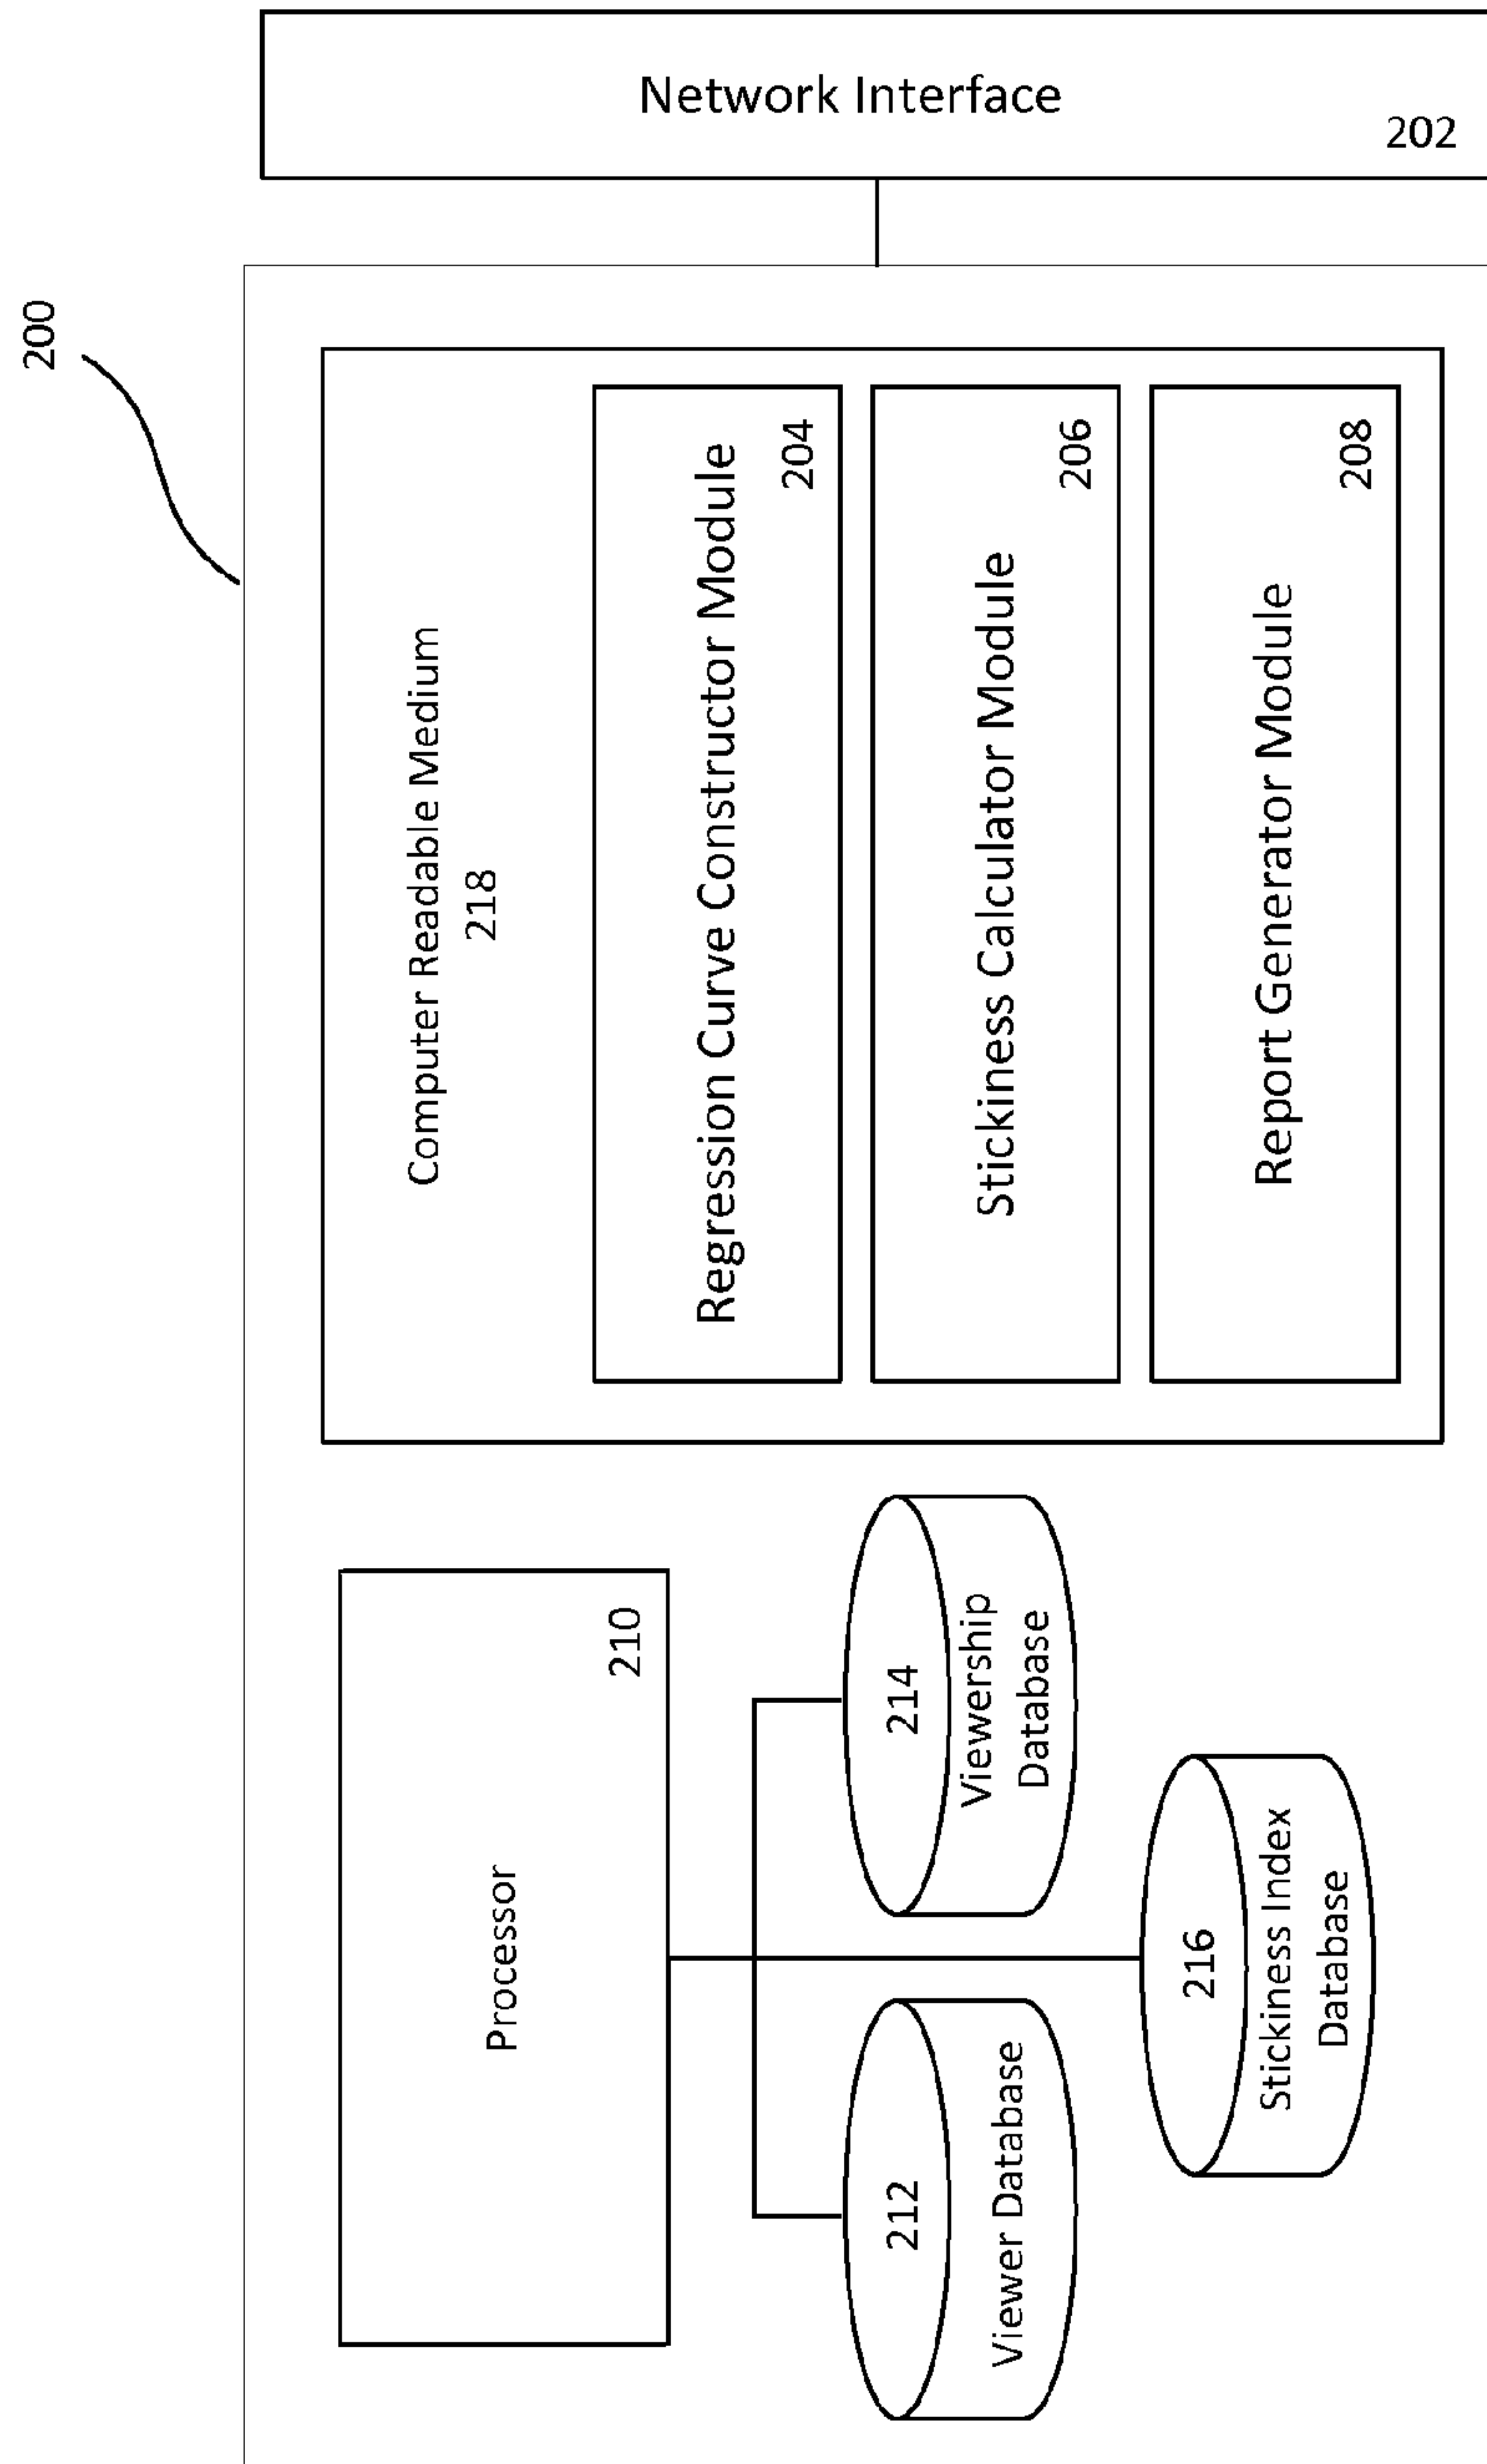 Network Interface
202
200
Computer Readable Medium
218
Regression Curve Constructor Module
204
Stickiness Calculator Module
206
Report Generator Module
208
Processor
210
214
Viewership
Database
212
Viewer Database
216
Stickiness Index
Database